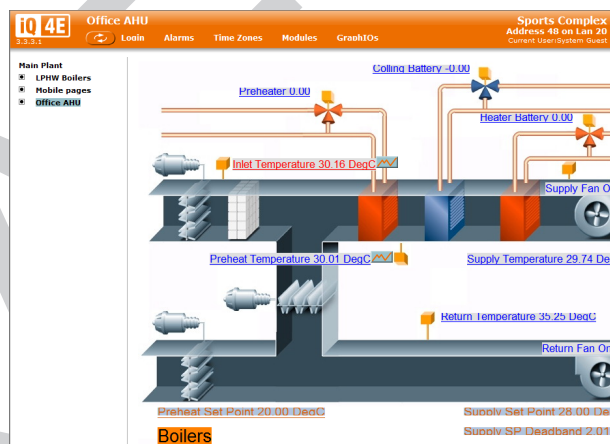 iQ 4E
3.3.3.1
Office AHU
Login Alarms Time Zones Modules GraphIOs
Sports Complex
Address 48 on Lan 20
Current User:System Guest
Main Plant
LPHW Boilers
Mobile pages
Office AHU
Colling Battery -0.00
Preheater 0.00
Heater Battery 0.00
Inlet Temperature 30.16 DegC
Supply Fan O
Preheat Temperature 30.01 DegC
Supply Temperature 29.74 De
Return Temperature 35.25 DegC
Return Fan On
Preheat Set Point 20.00 DegC
Supply Set Point 28.00 De
Boilers
Supply SP Deadband 2.01